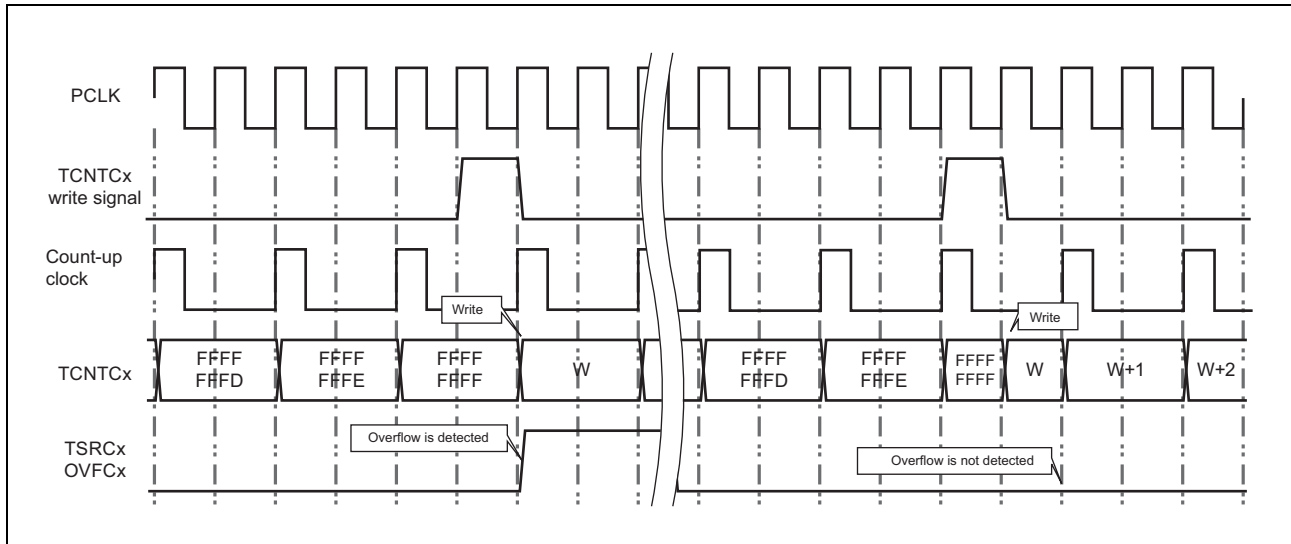 PCLK
TCNTCx
write signal
Count-up
clock
Write
Write
TCNTCx
FFFF
FFFD
FFFF
FFFE
FFFF
FFFF
W
FFFF
FFFD
FFFF
FFFE
FFFF
FFFF
W
W+1
W+2
TSRCx
OVFCx
Overflow is detected
Overflow is not detected